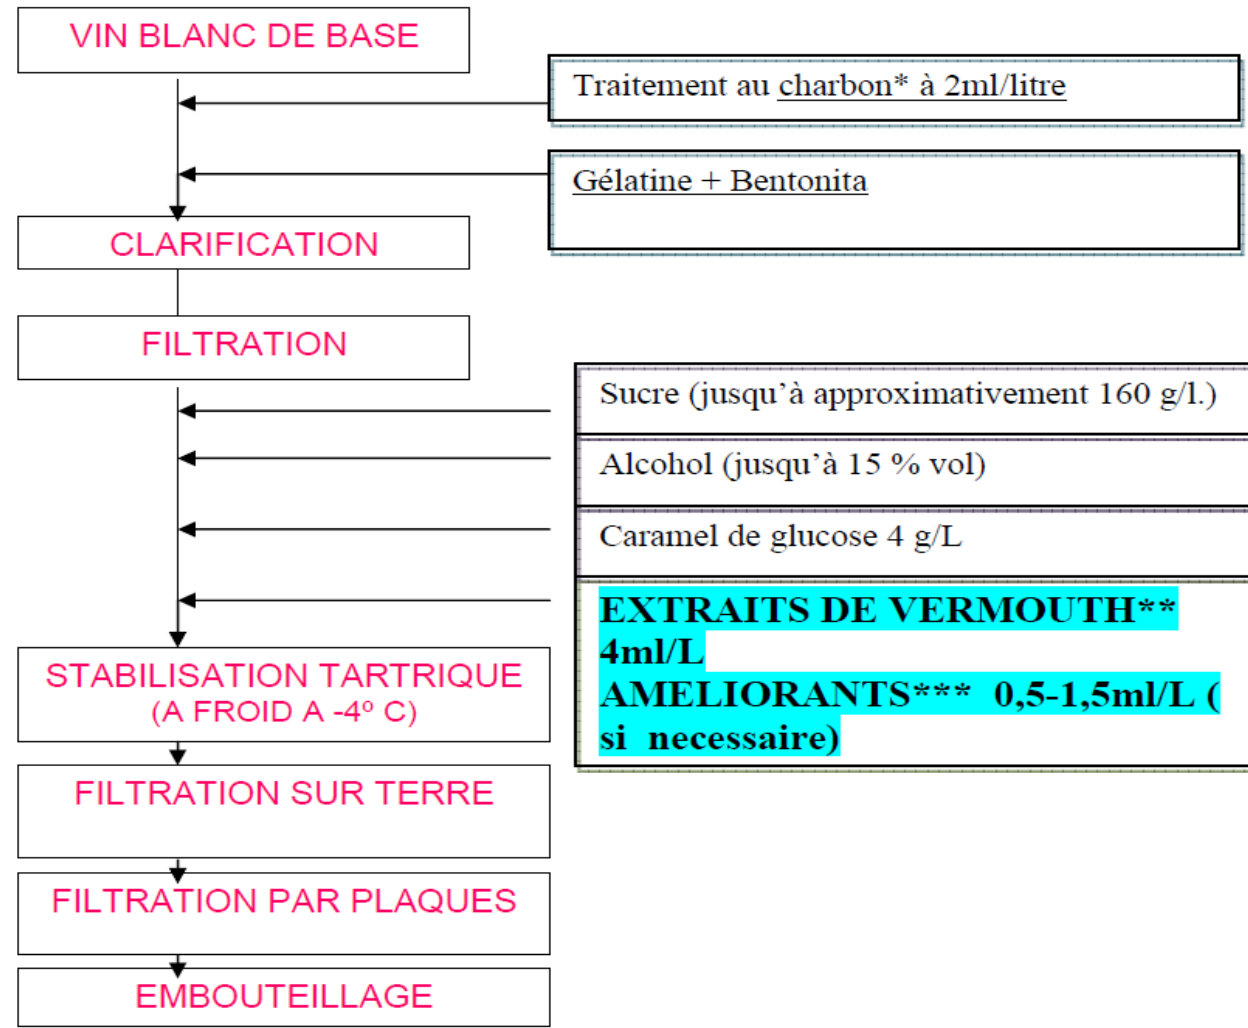 VIN BLANC DE BASE
Traitement au charbon* à 2ml/litre
Gélatine + Bentonita
CLARIFICATION
FILTRATION
Sucre (jusqu’à approximativement 160 g/l.)
Alcohol (jusqu’à 15 % vol)
Caramel de glucose 4 g/L
EXTRAITS DE VERMOUTH**
4ml/L
AMELIORANTS*** 0,5-1,5ml/L (
si necessaire)
STABILISATION TARTRIQUE
(A FROID A -4º C)
FILTRATION SUR TERRE
FILTRATION PAR PLAQUES
EMBOUTEILLAGE